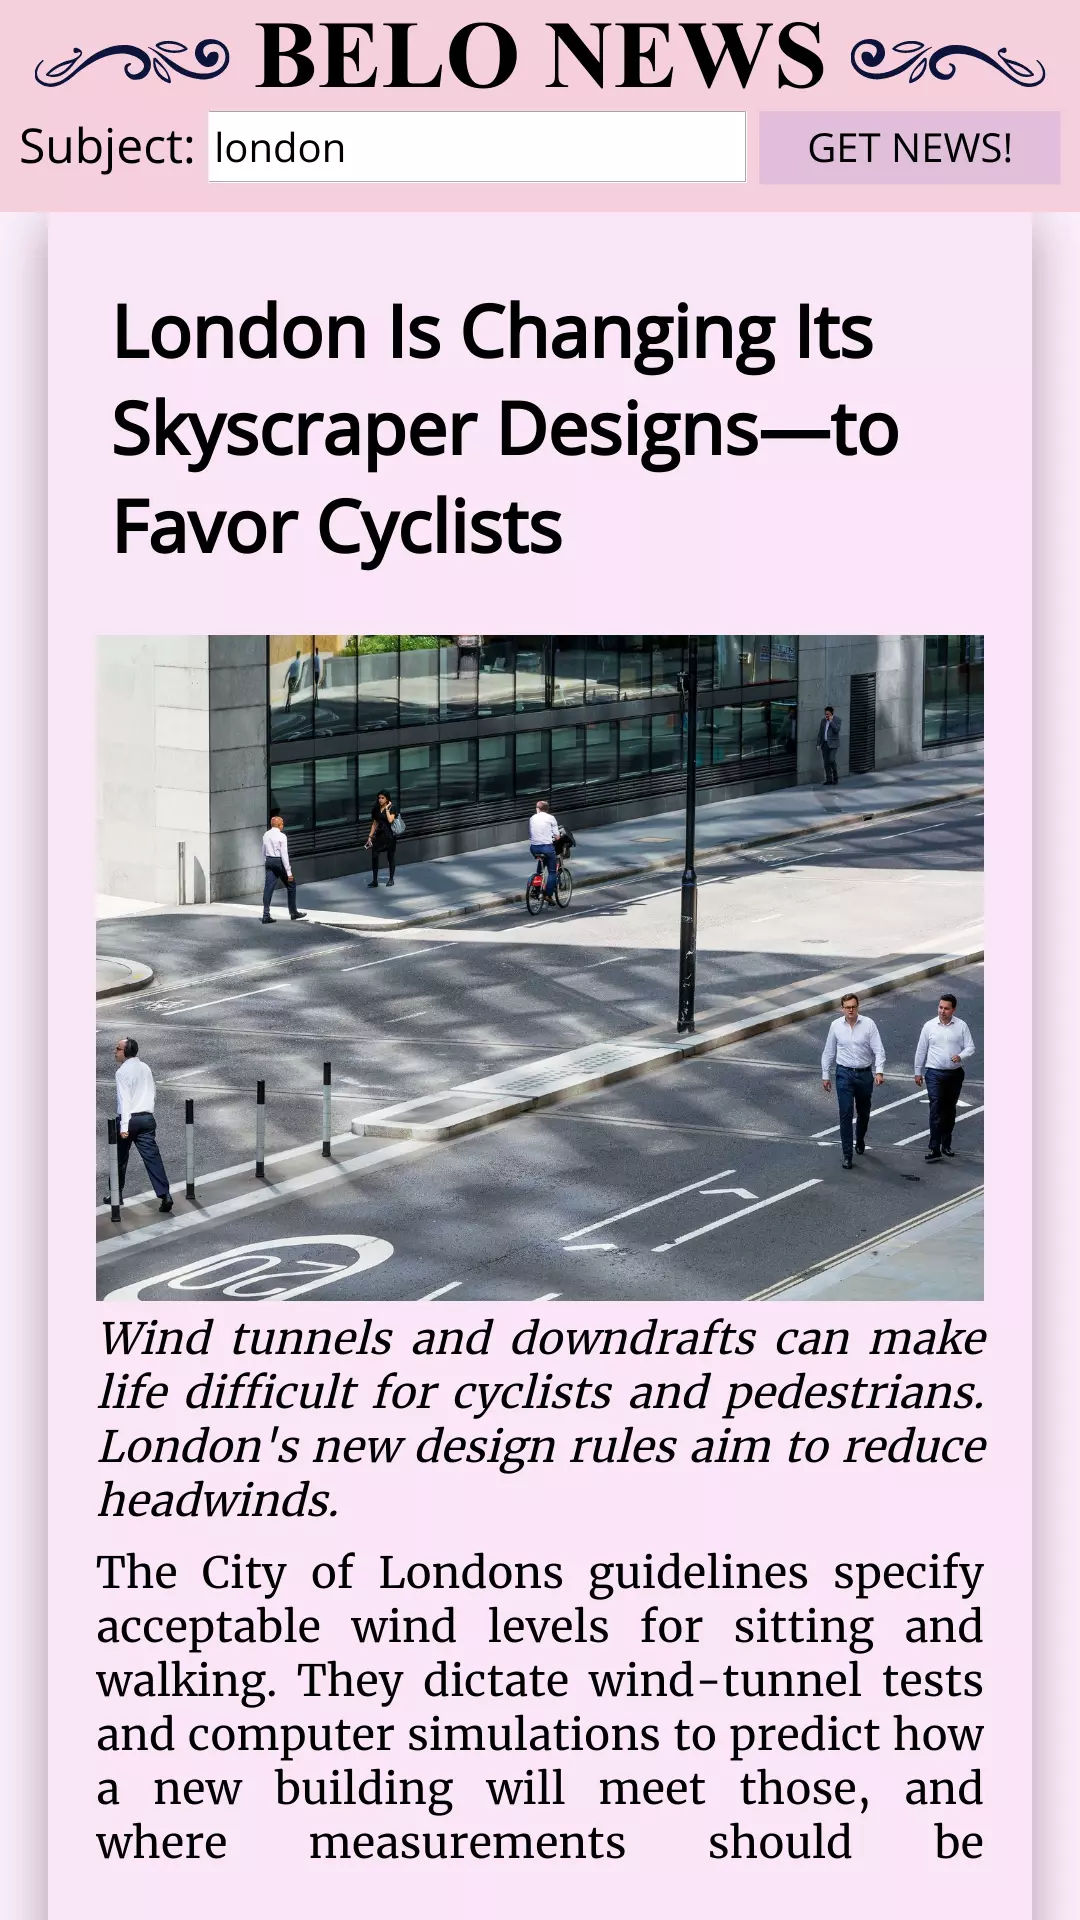 BELO NEWS
Subject: london GET NEWS!
London Is Changing Its
Skyscraper Designs—to
Favor Cyclists
20
Wind tunnels and downdrafts can make
life difficult for cyclists and pedestrians.
London's new design rules aim to reduce
headwinds.
The City of Londons guidelines specify
acceptable wind levels for sitting and
walking. They dictate wind-tunnel tests
and computer simulations to predict how
a new building will meet those, and
where measurements should be